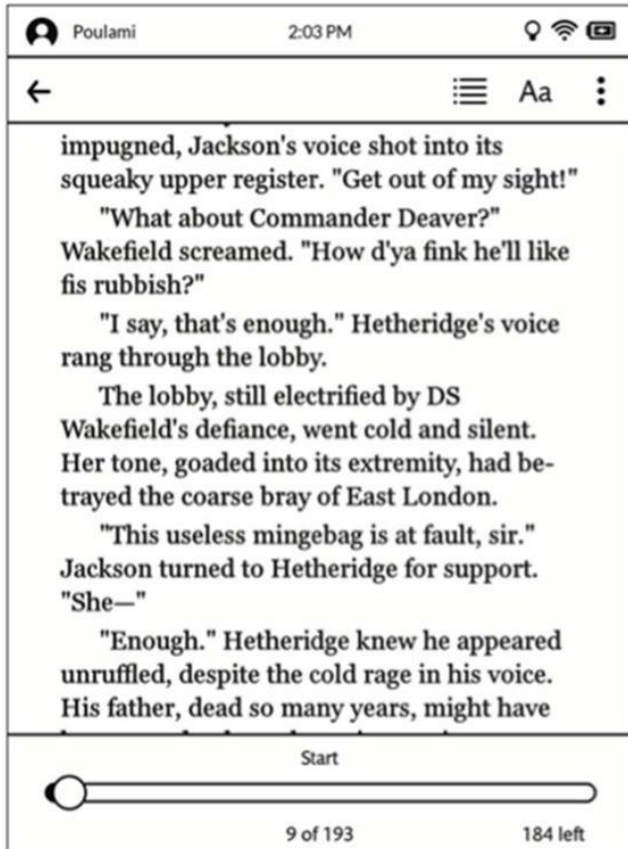 Poulami 2:03 PM
Aa
impugned, Jackson's voice shot into its
squeaky upper register. "Get out of my sight!"
"What about Commander Deaver?"
Wakefield screamed. "How d'ya fink he'll like
fis rubbish?"
"I say, that's enough." Hetheridge's voice
rang through the lobby.
The lobby, still electrified by DS
Wakefield's defiance, went cold and silent.
Her tone, goaded into its extremity, had be-
trayed the coarse bray of East London.
"This useless mingebag is at fault, sir."
Jackson turned to Hetheridge for support.
"She—"
"Enough." Hetheridge knew he appeared
unruffled, despite the cold rage in his voice.
His father, dead so many years, might have
Start
9 of 193 184 left